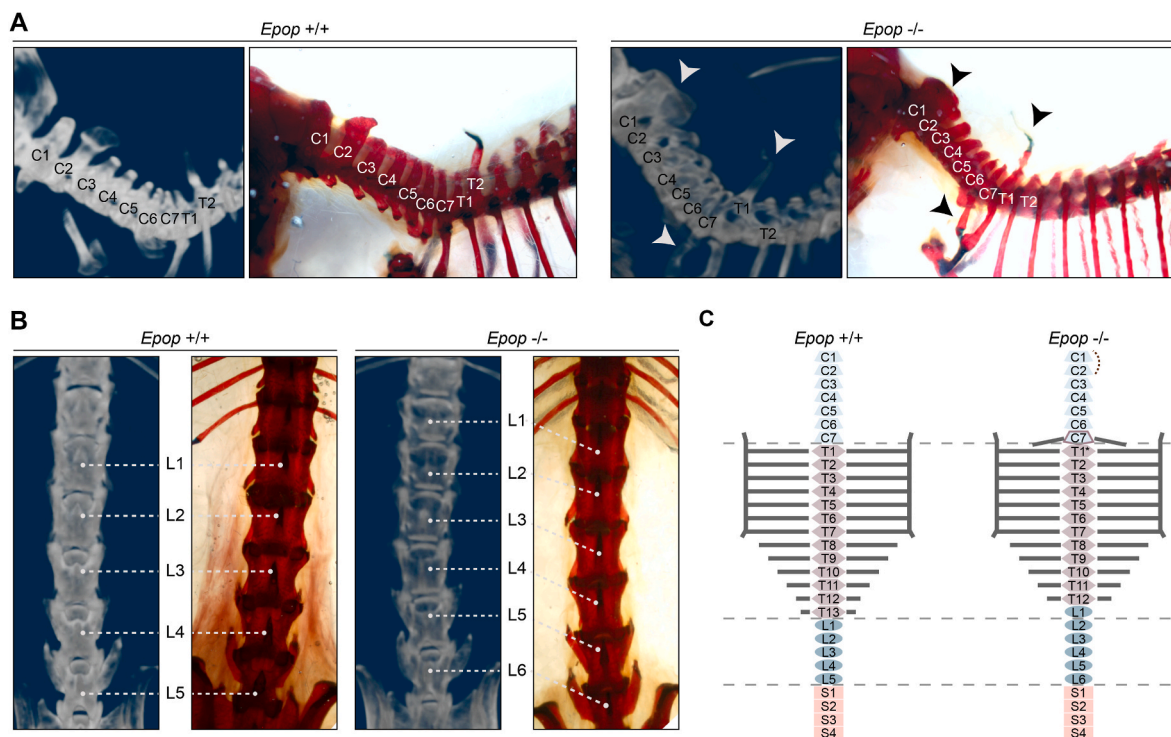 A
Epop +/+
C1
C2
C3
C4
C5
C6
C7
T1
T2
C1
C2
C3
C4
C5
C6
C7
T1
T2
Epop -/-
C1
C2
C3
C4
C5
C6
C7
T1
T2
C1
C2
C3
C4
C5
C6
C7
T1
T2
B
Epop +/+
L1
L2
L3
L4
L5
Epop -/-
L1
L2
L3
L4
L5
L6
C
Epop +/+
C1
C2
C3
C4
C5
C6
C7
T1
T2
T3
T4
T5
T6
T7
T8
T9
T10
T11
T12
T13
L1
L2
L3
L4
L5
S1
S2
S3
S4
Epop -/-
C1
C2
C3
C4
C5
C6
C7
T1*
T2
T3
T4
T5
T6
T7
T8
T9
T10
T11
T12
L1
L2
L3
L4
L5
L6
S1
S2
S3
S4